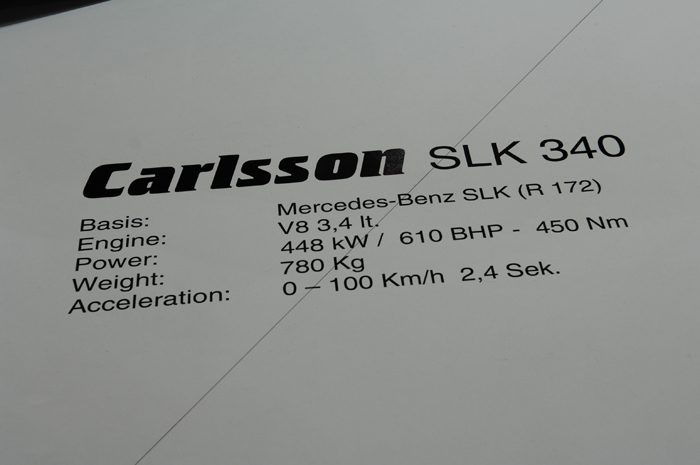 Carlsson SLK 340
Basis: Mercedes-Benz SLK (R 172)
Engine: V8 3,4 lt.
Power: 448 kW / 610 BHP - 450 Nm
Weight: 780 Kg
Acceleration: 0 – 100 Km/h 2,4 Sek.